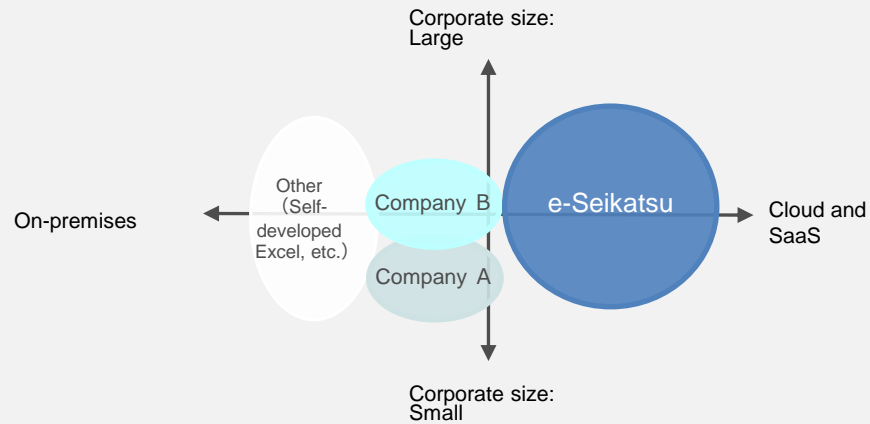 Corporate size:
Large
Other
（Self-
developed
Excel, etc.）
Company B
e-Seikatsu
On-premises
Cloud and
SaaS
Company A
Corporate size:
Small